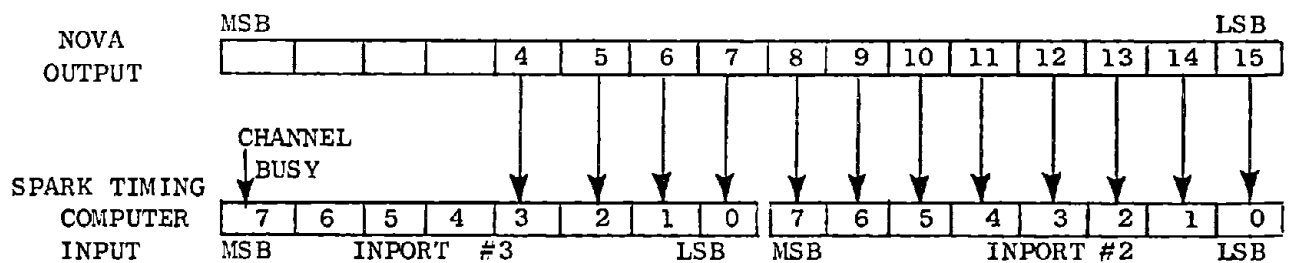 MSB LSB
NOVA OUTPUT
4 5 6 7 8 9 10 11 12 13 14 15
CHANNEL BUSY
SPARK TIMING COMPUTER INPUT
7 6 5 4 3 2 1 0 7 6 5 4 3 2 1 0
MSB INPORT #3 LSB MSB INPORT #2 LSB